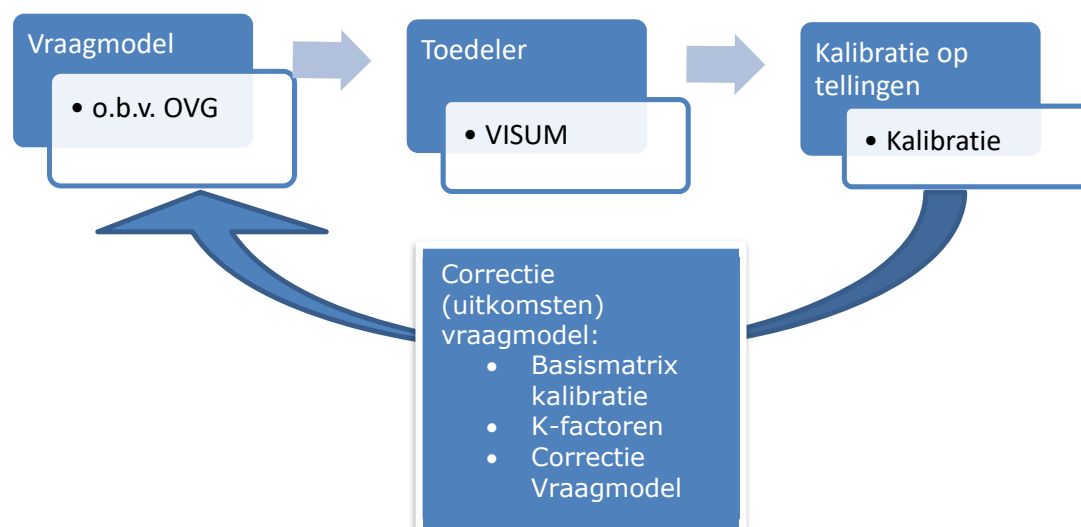 Vraagmodel
• o.b.v. OVG
Toedeler
• VISUM
Kalibratie op
tellingen
• Kalibratie
Correctie
(uitkomsten)
vraagmodel:
• Basismatrix
kalibratie
• K-factoren
• Correctie
Vraagmodel